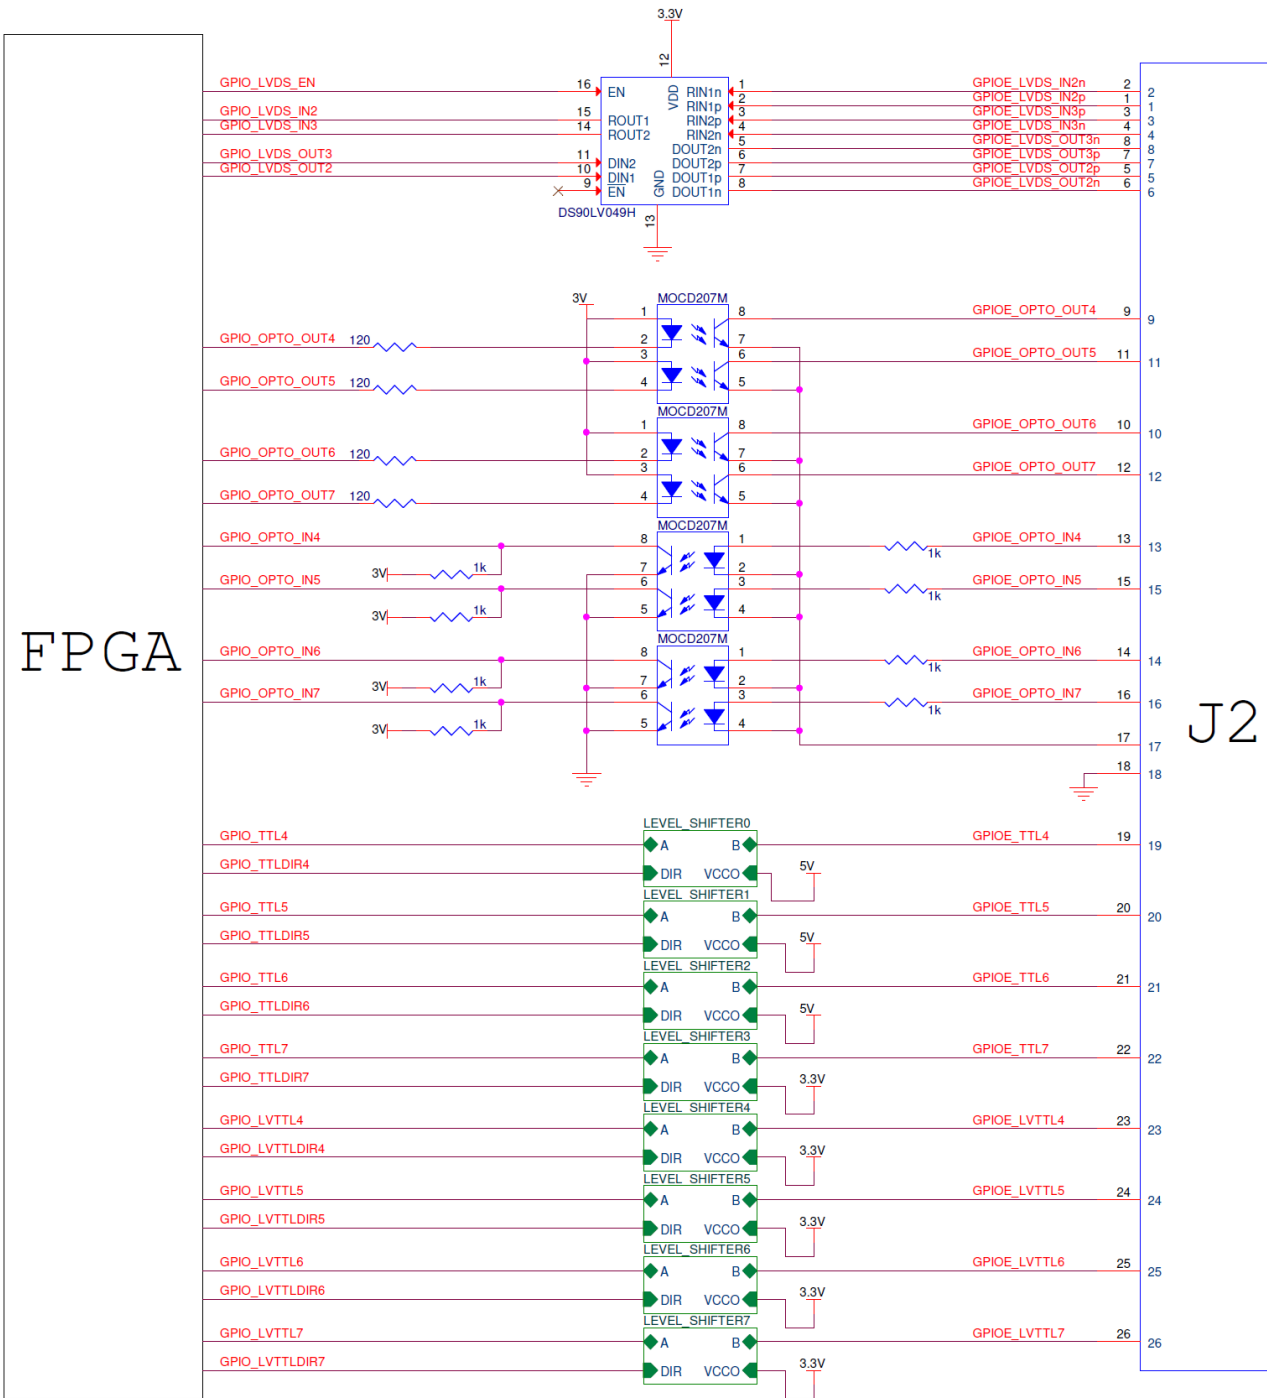 3.3V
12
GPIO_LVDS_EN 16 EN VDD RIN1n 1 GPIOE_LVDS_IN2n 2 2
RIN1p 2 GPIOE_LVDS_IN2p 1 1
GPIO_LVDS_IN2 15 ROUT1 RIN2p 3 GPIOE_LVDS_IN3p 3 3
GPIO_LVDS_IN3 14 ROUT2 RIN2n 4 GPIOE_LVDS_IN3n 4 4
DOUT2n 5 GPIOE_LVDS_OUT3n 8 8
GPIO_LVDS_OUT3 11 DIN2 DOUT2p 6 GPIOE_LVDS_OUT3p 7 7
GPIO_LVDS_OUT2 10 DIN1 GND DOUT1p 7 GPIOE_LVDS_OUT2p 5 5
9 EN DOUT1n 8 GPIOE_LVDS_OUT2n 6 6
DS90LV049H 13
3V MOCD207M
1 8 GPIOE_OPTO_OUT4 9 9
GPIO_OPTO_OUT4 120 2 7
3 6 GPIOE_OPTO_OUT5 11 11
GPIO_OPTO_OUT5 120 4 5
MOCD207M
1 8 GPIOE_OPTO_OUT6 10 10
GPIO_OPTO_OUT6 120 2 7
3 6 GPIOE_OPTO_OUT7 12 12
GPIO_OPTO_OUT7 120 4 5
MOCD207M
GPIO_OPTO_IN4 8 1 1k GPIOE_OPTO_IN4 13 13
3V 1k 7 2
GPIO_OPTO_IN5 6 3 1k GPIOE_OPTO_IN5 15 15
3V 1k 5 4
FPGA
MOCD207M
GPIO_OPTO_IN6 8 1 1k GPIOE_OPTO_IN6 14 14
3V 1k 7 2
GPIO_OPTO_IN7 6 3 1k GPIOE_OPTO_IN7 16 16
3V 1k 5 4
J2
17 17
18 18
LEVEL_SHIFTER0
GPIO_TTL4 A B GPIOE_TTL4 19 19
GPIO_TTLDIR4 DIR VCCO 5V
LEVEL_SHIFTER1
GPIO_TTL5 A B GPIOE_TTL5 20 20
GPIO_TTLDIR5 DIR VCCO 5V
LEVEL_SHIFTER2
GPIO_TTL6 A B GPIOE_TTL6 21 21
GPIO_TTLDIR6 DIR VCCO 5V
LEVEL_SHIFTER3
GPIO_TTL7 A B GPIOE_TTL7 22 22
GPIO_TTLDIR7 DIR VCCO 3.3V
LEVEL_SHIFTER4
GPIO_LVTTL4 A B GPIOE_LVTTL4 23 23
GPIO_LVTTLDIR4 DIR VCCO 3.3V
LEVEL_SHIFTER5
GPIO_LVTTL5 A B GPIOE_LVTTL5 24 24
GPIO_LVTTLDIR5 DIR VCCO 3.3V
LEVEL_SHIFTER6
GPIO_LVTTL6 A B GPIOE_LVTTL6 25 25
GPIO_LVTTLDIR6 DIR VCCO 3.3V
LEVEL_SHIFTER7
GPIO_LVTTL7 A B GPIOE_LVTTL7 26 26
GPIO_LVTTLDIR7 DIR VCCO 3.3V